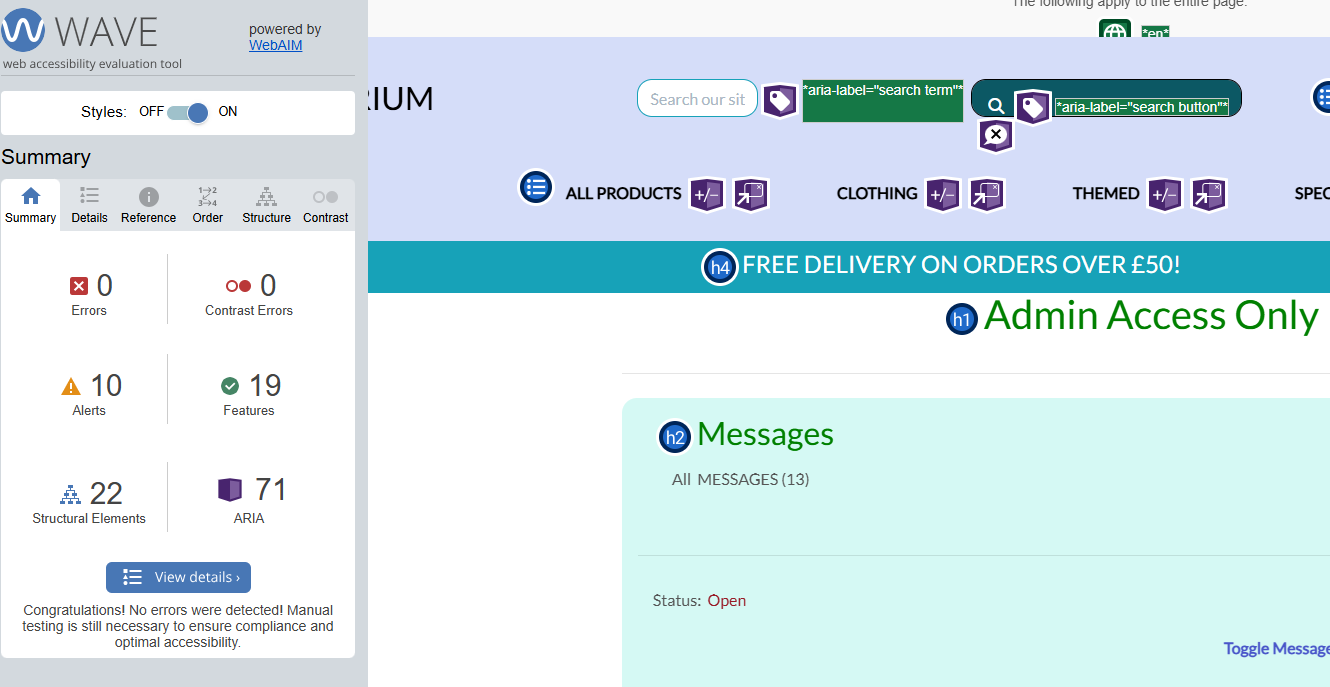 WAVE
powered by
WebAIM
web accessibility evaluation tool
Styles: OFF ON
Summary
Summary Details Reference Order Structure Contrast
0 Errors
0 Contrast Errors
10 Alerts
19 Features
22 Structural Elements
71 ARIA
View details ›
Congratulations! No errors were detected! Manual
testing is still necessary to ensure compliance and
optimal accessibility.
The following apply to the entire page:
*en*
RIUM
Search our sit
*aria-label="search term"*
*aria-label="search button"*
ALL PRODUCTS +/- CLOTHING +/- THEMED +/- SPEC
h4 FREE DELIVERY ON ORDERS OVER £50!
h1 Admin Access Only
h2 Messages
All MESSAGES (13)
Status: Open
Toggle Message